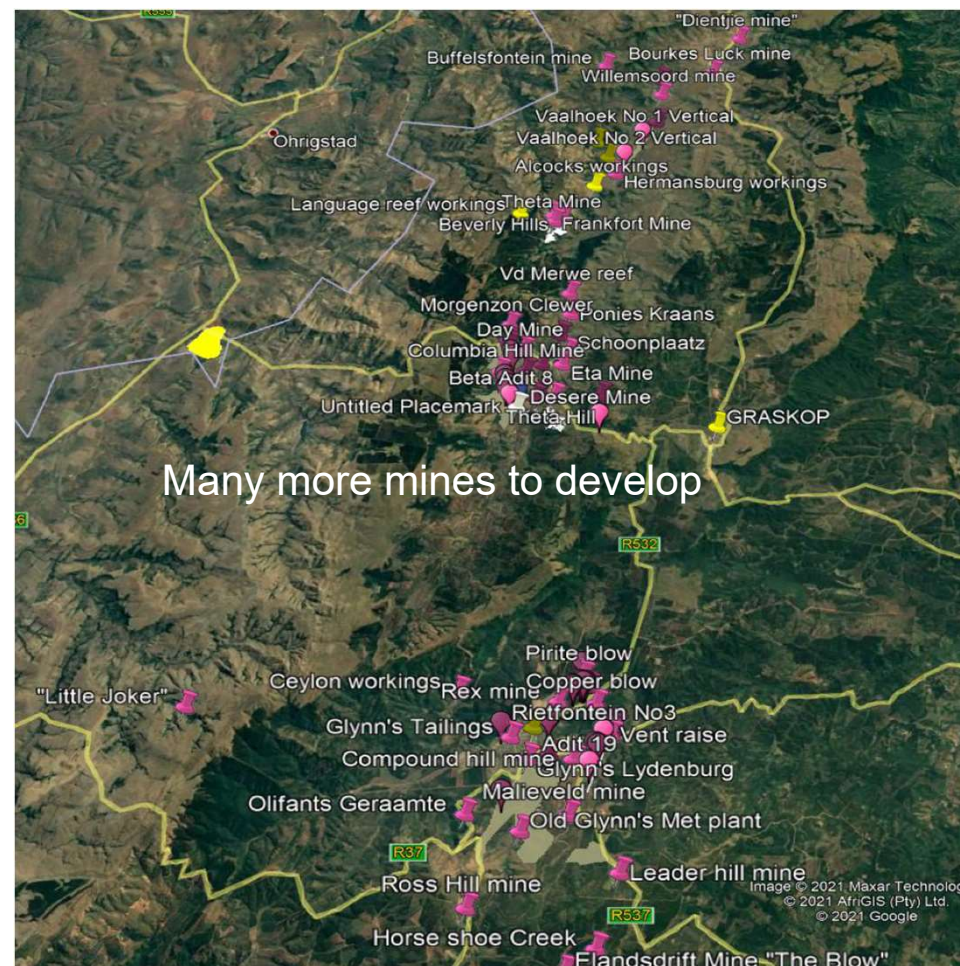 R555
"Dientjie mine"
Buffelsfontein mine
Bourkes Luck mine
Willemsoord mine
Vaalhoek No 1 Vertical
Vaalhoek No 2 Vertical
Ohrigstad
Alcocks workings
Hermansburg workings
Language reef workings
Theta Mine
Beverly Hills
Frankfort Mine
Vd Merwe reef
Morgenzon Clewer
Ponies Kraans
Day Mine
Schoonplaatz
Columbia Hill Mine
Beta Adit 8
Eta Mine
Desere Mine
Untitled Placemark
Theta Hill
GRASKOP
Many more mines to develop
R532
Pirite blow
Ceylon workings
Rex mine
Copper blow
"Little Joker"
Rietfontein No3
Glynn's Tailings
Vent raise
Adit 19
Compound hill mine
Glynn's Lydenburg
Malieveld mine
Olifants Geraamte
Old Glynn's Met plant
R37
Leader hill mine
Ross Hill mine
Image © 2021 Maxar Technolog
© 2021 AfriGIS (Pty) Ltd.
© 2021 Google
R537
Horse shoe Creek
Elandsdrift Mine "The Blow"